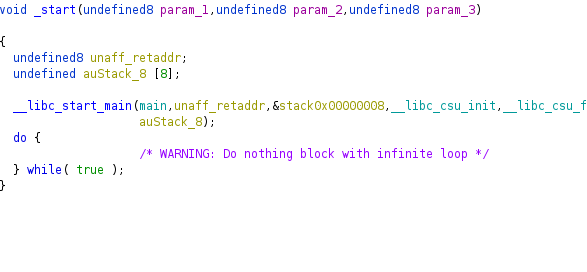 void _start(undefined8 param_1,undefined8 param_2,undefined8 param_3)
{
undefined8 unaff_retaddr;
undefined auStack_8 [8];
__libc_start_main(main,unaff_retaddr,&stack0x00000008,__libc_csu_init,__libc_csu_f
auStack_8);
do {
/* WARNING: Do nothing block with infinite loop */
} while( true );
}